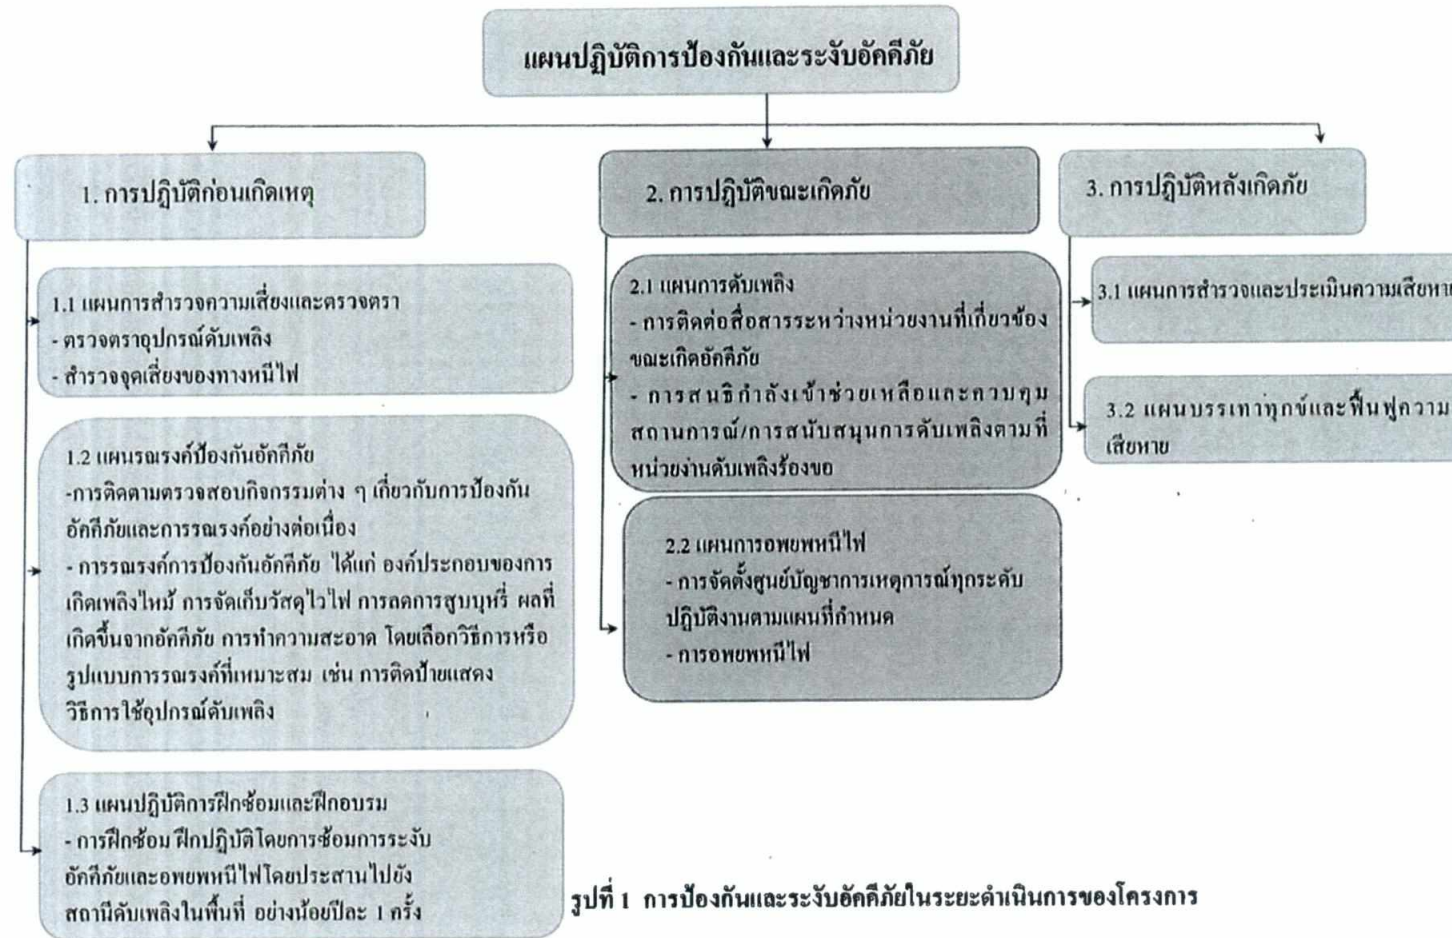 แผนปฏิบัติการป้องกันและระงับอัคคีภัย
1. การปฏิบัติก่อนเกิดเหตุ
1.1 แผนการสำรวจความเสี่ยงและตรวจตรา
- ตรวจตราอุปกรณ์ดับเพลิง
- สำรวจจุดเสี่ยงของทางหนีไฟ
1.2 แผนรณรงค์ป้องกันอัคคีภัย
-การติดตามตรวจสอบกิจกรรมต่าง ๆ เกี่ยวกับการป้องกัน
อัคคีภัยและการรณรงค์อย่างต่อเนื่อง
- การรณรงค์การป้องกันอัคคีภัย ได้แก่ องค์ประกอบของการ
เกิดเพลิงไหม้ การจัดเก็บวัสดุไวไฟ การลดการสูบบุหรี่ ผลที่
เกิดขึ้นจากอัคคีภัย การทำความสะอาด โดยเลือกวิธีการหรือ
รูปแบบการรณรงค์ที่เหมาะสม เช่น การติดป้ายแสดง
วิธีการใช้อุปกรณ์ดับเพลิง
1.3 แผนปฏิบัติการฝึกซ้อมและฝึกอบรม
- การฝึกซ้อม ฝึกปฏิบัติโดยการซ้อมการระงับ
อัคคีภัยและอพยพหนีไฟโดยประสานไปยัง
สถานีดับเพลิงในพื้นที่ อย่างน้อยปีละ 1 ครั้ง
2. การปฏิบัติขณะเกิดภัย
2.1 แผนการดับเพลิง
- การติดต่อสื่อสารระหว่างหน่วยงานที่เกี่ยวข้อง
ขณะเกิดอัคคีภัย
- การสนธิกำลังเข้าช่วยเหลือและควบคุม
สถานการณ์/การสนับสนุนการดับเพลิงตามที่
หน่วยงานดับเพลิงร้องขอ
2.2 แผนการอพยพหนีไฟ
- การจัดตั้งศูนย์บัญชาการเหตุการณ์ทุกระดับ
ปฏิบัติงานตามแผนที่กำหนด
- การอพยพหนีไฟ
3. การปฏิบัติหลังเกิดภัย
3.1 แผนการสำรวจและประเมินความเสียหาย
3.2 แผนบรรเทาทุกข์และฟื้นฟูความ
เสียหาย
รูปที่ 1 การป้องกันและระงับอัคคีภัยในระยะดำเนินการของโครงการ